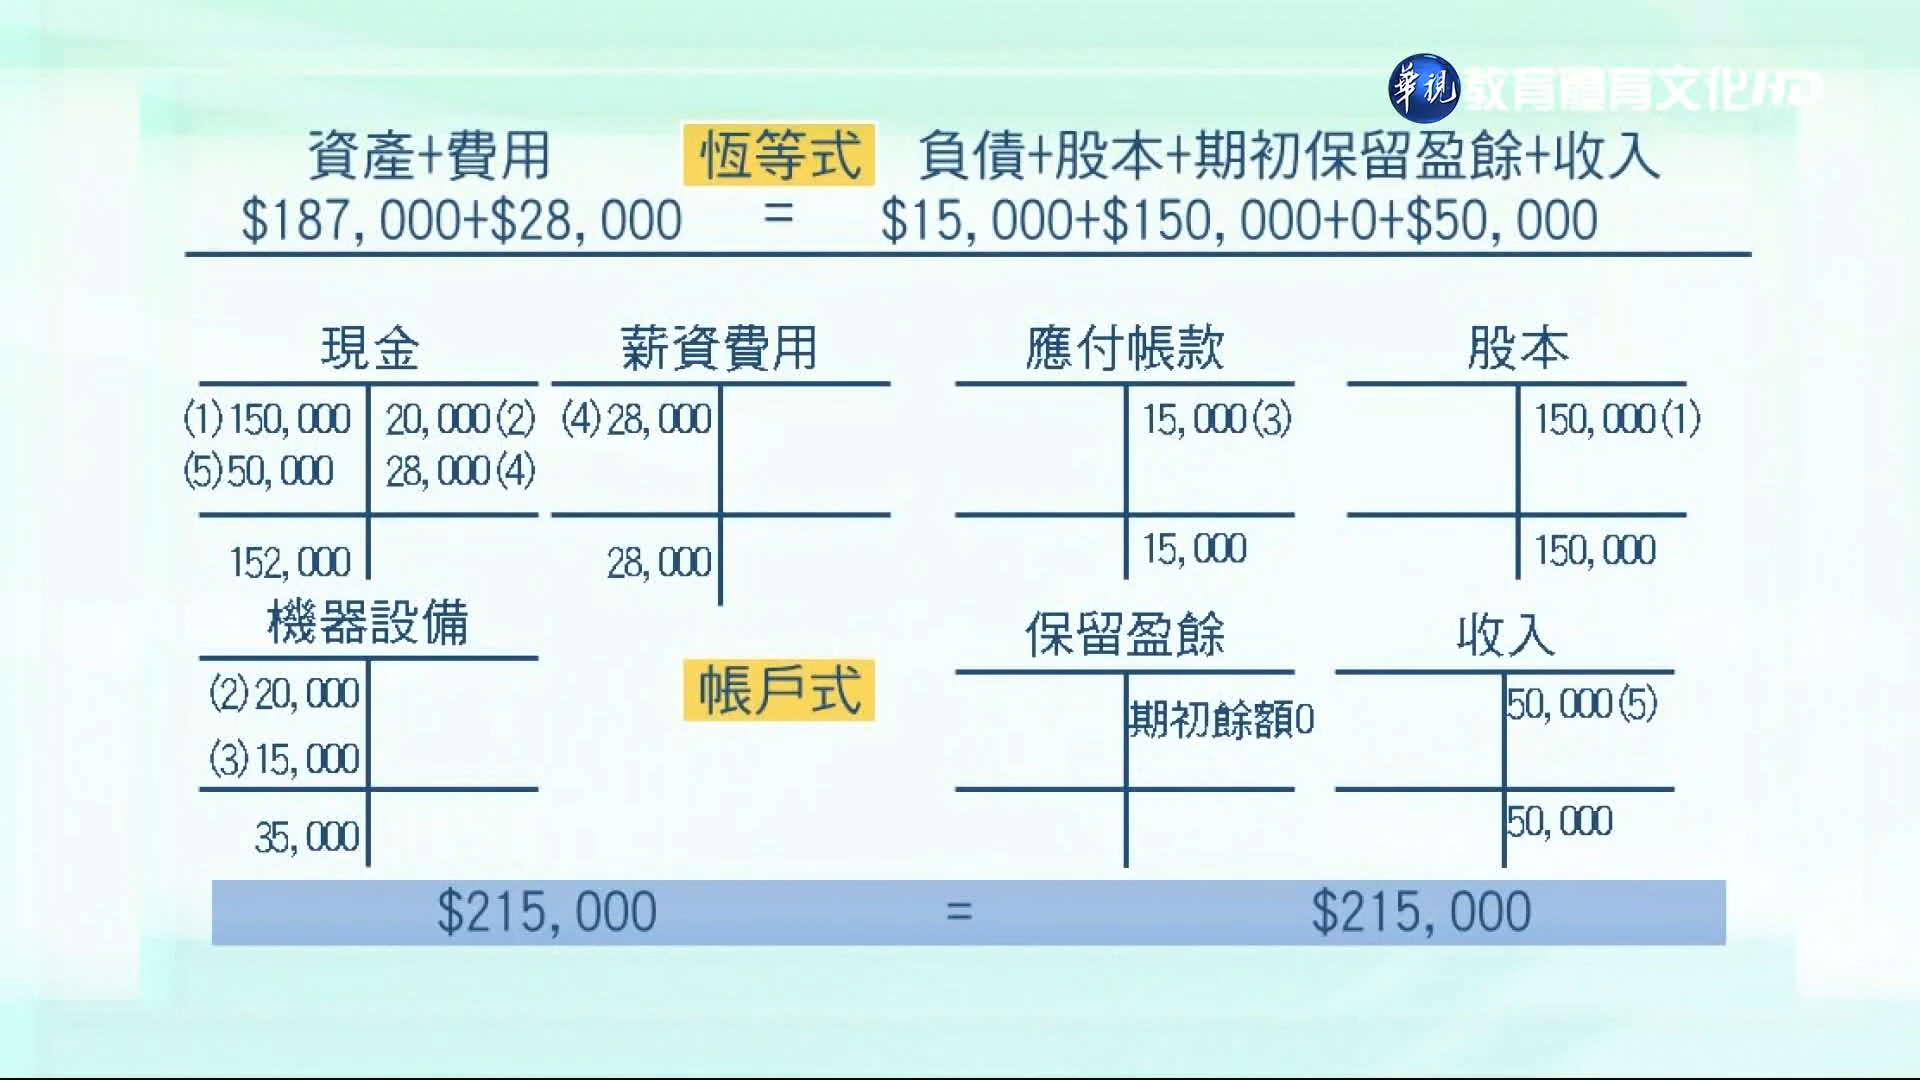 華視 教育體育文化HD
資產+費用 恆等式 負債+股本+期初保留盈餘+收入
$187,000+$28,000 = $15,000+$150,000+0+$50,000
現金 薪資費用 應付帳款 股本
(1)150,000 20,000(2) (4)28,000 15,000(3) 150,000(1)
(5)50,000 28,000(4)
152,000 28,000 15,000 150,000
機器設備 保留盈餘 收入
(2)20,000 帳戶式 期初餘額0 50,000(5)
(3)15,000
35,000 50,000
$215,000 = $215,000